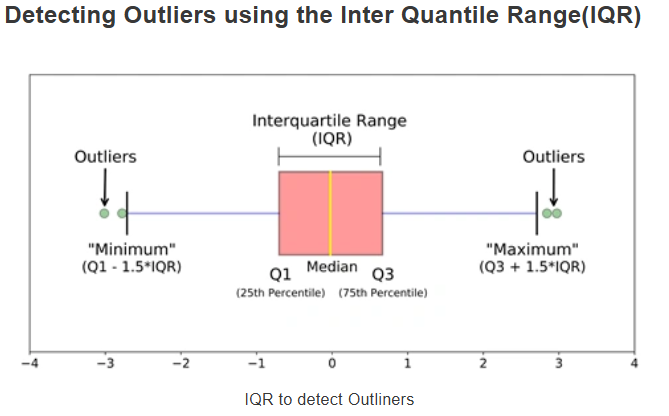 Detecting Outliers using the Inter Quantile Range(IQR)
Interquartile Range
(IQR)
Outliers
Outliers
"Minimum"
(Q1 - 1.5*IQR)
"Maximum"
(Q3 + 1.5*IQR)
Q1
Median
Q3
(25th Percentile)
(75th Percentile)
−4
−3
−2
−1
0
1
2
3
4
IQR to detect Outliners